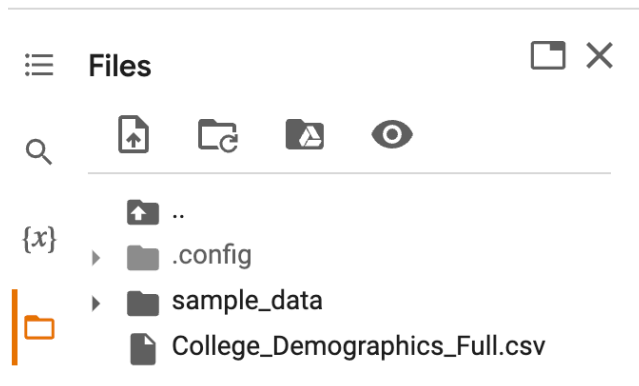 Files
..
{x}
.config
sample_data
College_Demographics_Full.csv